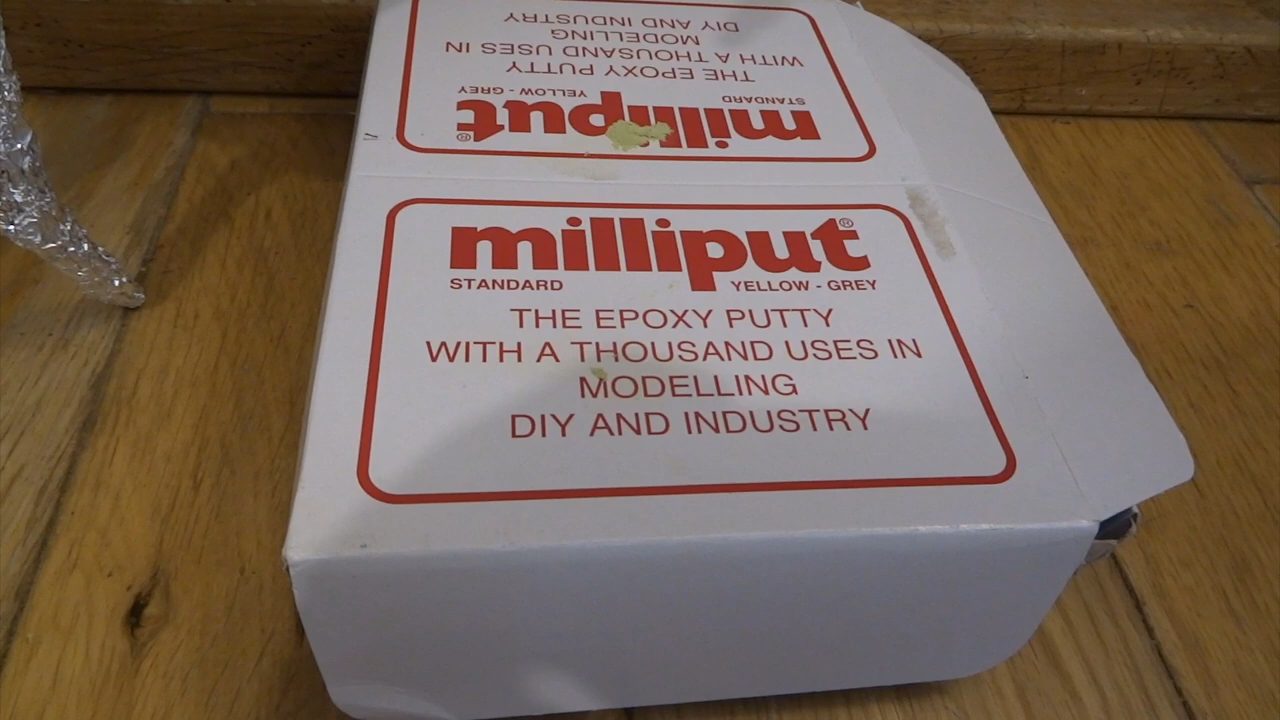 DIY AND INDUSTRY
MODELLING
WITH A THOUSAND USES IN
THE EPOXY PUTTY
STANDARD YELLOW - GREY
milliput®
milliput®
STANDARD YELLOW - GREY
THE EPOXY PUTTY
WITH A THOUSAND USES IN
MODELLING
DIY AND INDUSTRY